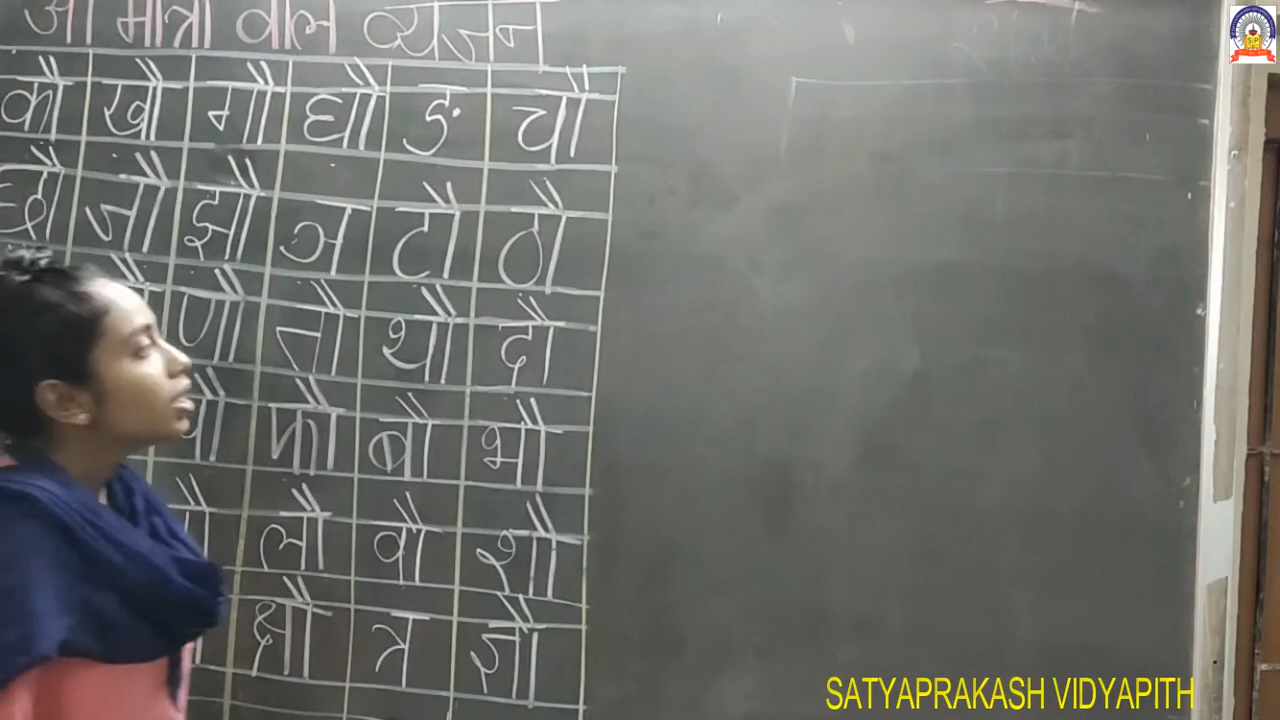 औ मात्रा वाले व्यंजन
कौ खौ गौ घौ ङ चौ
छौ जौ झौ ञ टौ ठौ
णौ तौ थौ दौ
फौ बौ भौ
लौ वौ शौ
क्षौ त्र ज्ञौ
SATYAPRAKASH VIDYAPITH